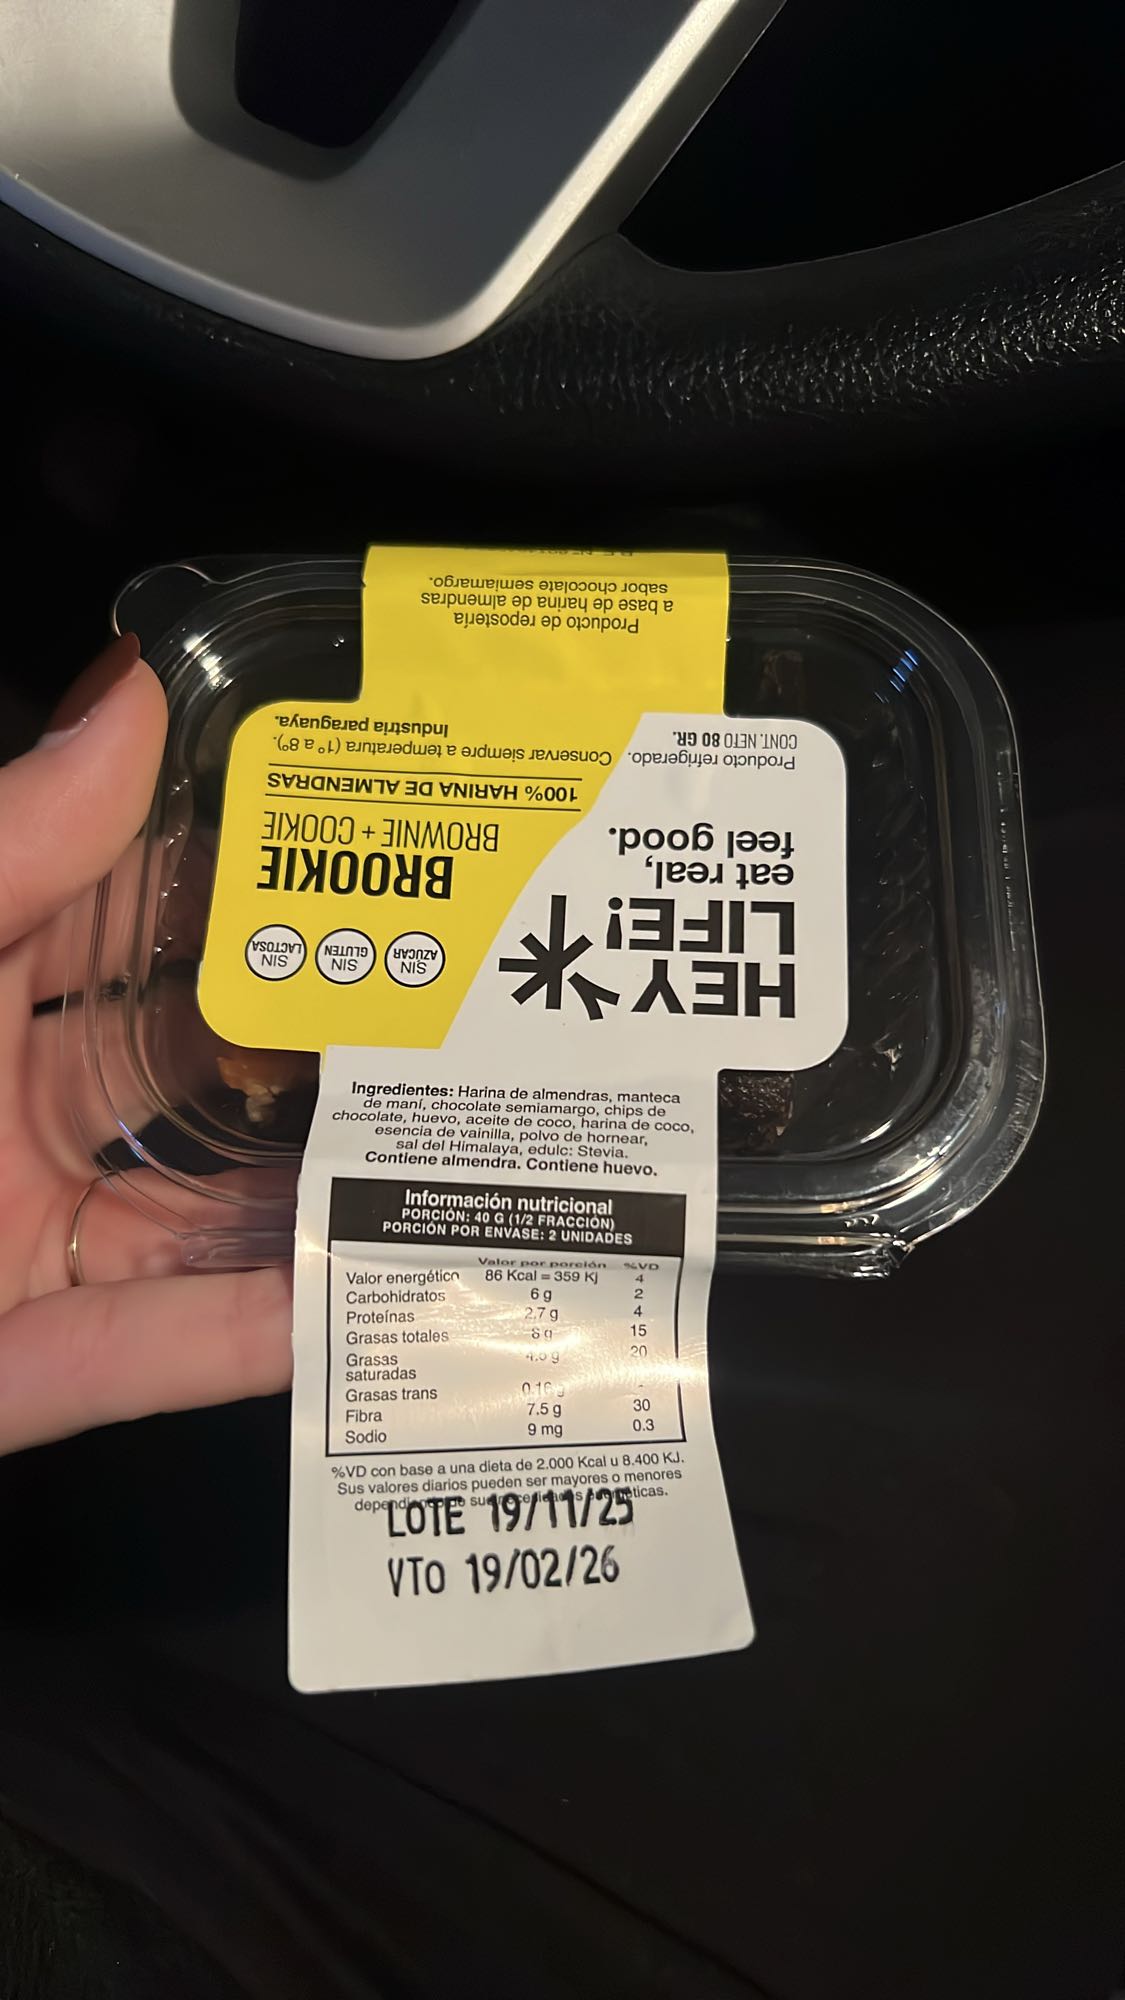 HEY
LIFE!
eat real,
feel good.
Producto refrigerado. Conservar siempre a temperatura (1º a 8º).
CONT. NETO 80 GR.
Industria paraguaya.
SIN AZÚCAR
SIN GLUTEN
SIN LACTOSA
BROOKIE
BROWNIE + COOKIE
100% HARINA DE ALMENDRAS
Producto de repostería
a base de harina de almendras
sabor chocolate semiamargo.
Ingredientes: Harina de almendras, manteca
de maní, chocolate semiamargo, chips de
chocolate, huevo, aceite de coco, harina de coco,
esencia de vainilla, polvo de hornear,
sal del Himalaya, edulc: Stevia.
Contiene almendra. Contiene huevo.
Información nutricional
PORCIÓN: 40 G (1/2 FRACCIÓN)
PORCIÓN POR ENVASE: 2 UNIDADES
Valor por porción %VD
Valor energético 86 Kcal = 359 Kj 4
Carbohidratos 6 g 2
Proteínas 2,7 g 4
Grasas totales 8 g 15
Grasas
saturadas g 20
Grasas trans -
Fibra 7.5 g 30
Sodio 9 mg 0.3
%VD con base a una dieta de 2.000 Kcal u 8.400 KJ.
Sus valores diarios pueden ser mayores o menores
LOTE 19/11/25
VTO 19/02/26